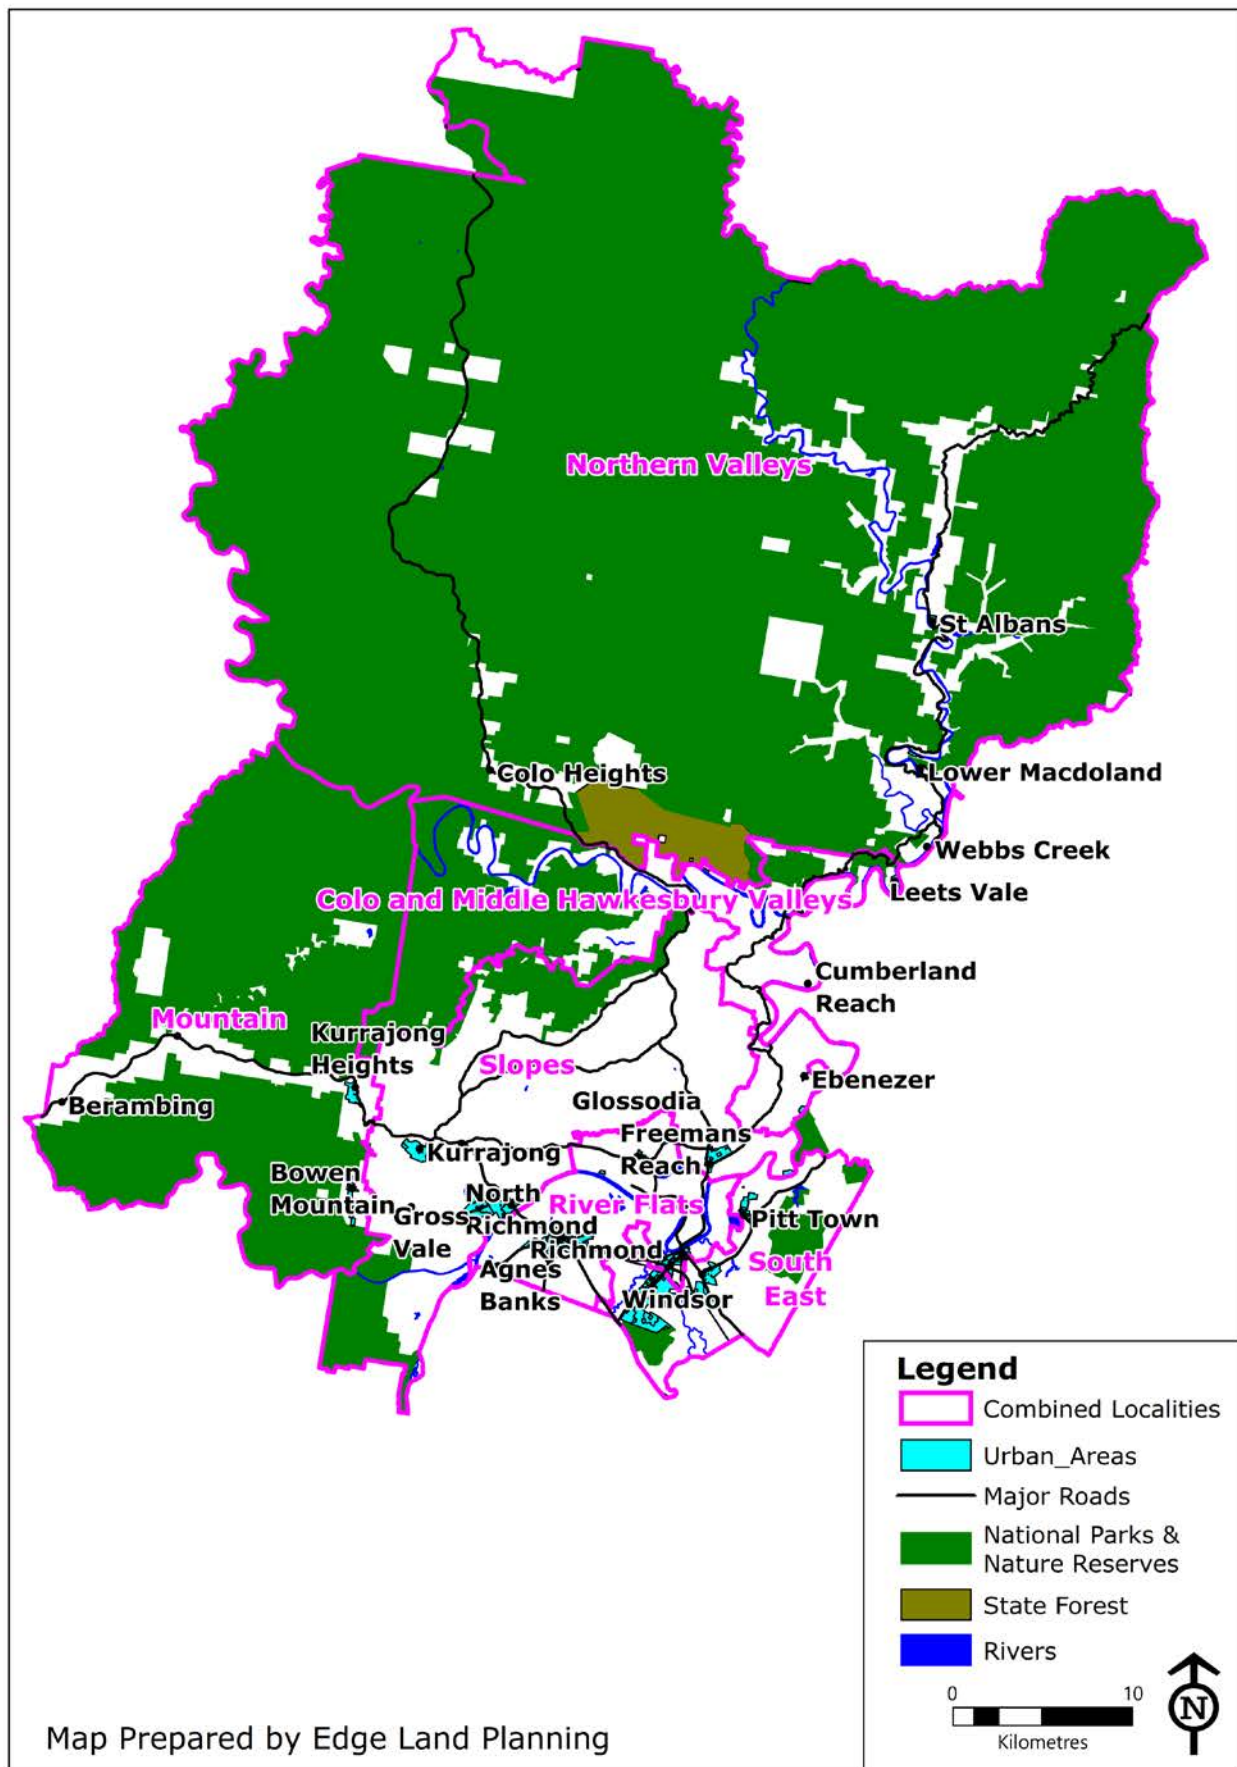 Northern Valleys
St Albans
Colo Heights
Lower Macdoland
Webbs Creek
Leets Vale
Colo and Middle Hawkesbury Valleys
Cumberland
Reach
Mountain
Kurrajong
Heights
Slopes
Ebenezer
Berambing
Glossodia
Freemans
Reach
Kurrajong
Bowen
Mountain
North
Richmond
River Flats
Gross
Vale
Pitt Town
Richmond
South
East
Agnes
Banks
Windsor
Legend
Combined Localities
Urban_Areas
Major Roads
National Parks &
Nature Reserves
State Forest
Rivers
0 10
Kilometres
N
Map Prepared by Edge Land Planning